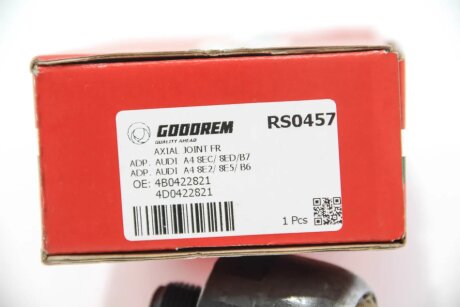 GODOREM
QUALITY AHEAD
RS0457
AXIAL JOINT FR
ADP. AUDI A4 8EC/ 8ED/B7
ADP. AUDI A4 8E2/ 8E5/ B6
OE: 4B0422821
4D0422821
1 Pcs